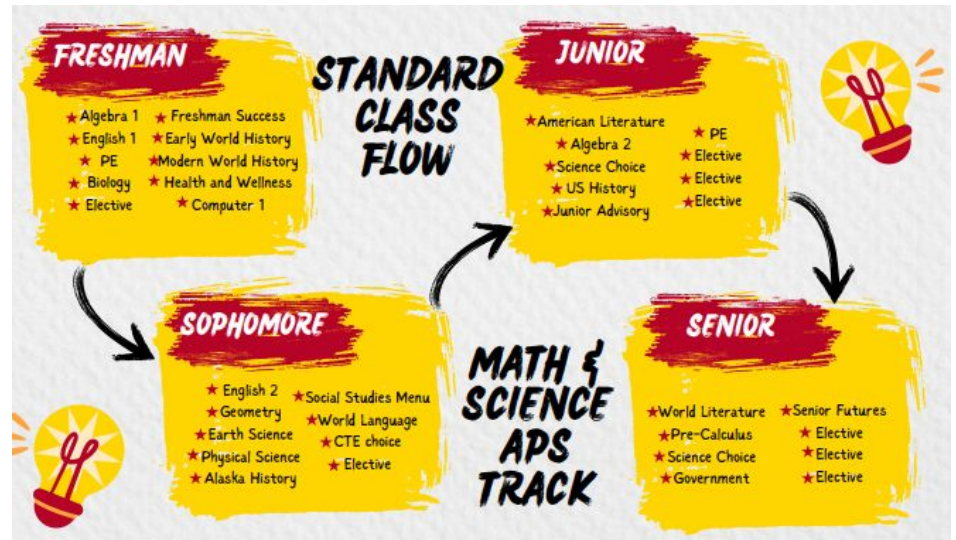 FRESHMAN
Algebra 1
English 1
PE
Biology
Elective
Freshman Success
Early World History
Modern World History
Health and Wellness
Computer 1
STANDARD
CLASS
FLOW
JUNIOR
American Literature
Algebra 2
Science Choice
US History
Junior Advisory
PE
Elective
Elective
Elective
SOPHOMORE
English 2
Geometry
Earth Science
Physical Science
Alaska History
Social Studies Menu
World Language
CTE choice
Elective
MATH &
SCIENCE
APS
TRACK
SENIOR
World Literature
Pre-Calculus
Science Choice
Government
Senior Futures
Elective
Elective
Elective